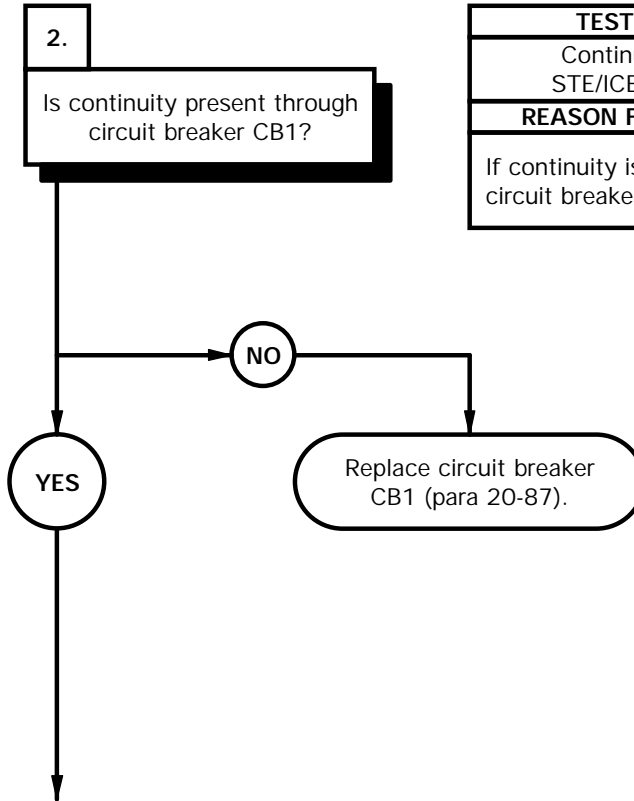 2.
Is continuity present through
circuit breaker CB1?
TEST
Contin
STE/ICE
REASON F
If continuity is
circuit breake
NO
YES
Replace circuit breaker
CB1 (para 20-87).